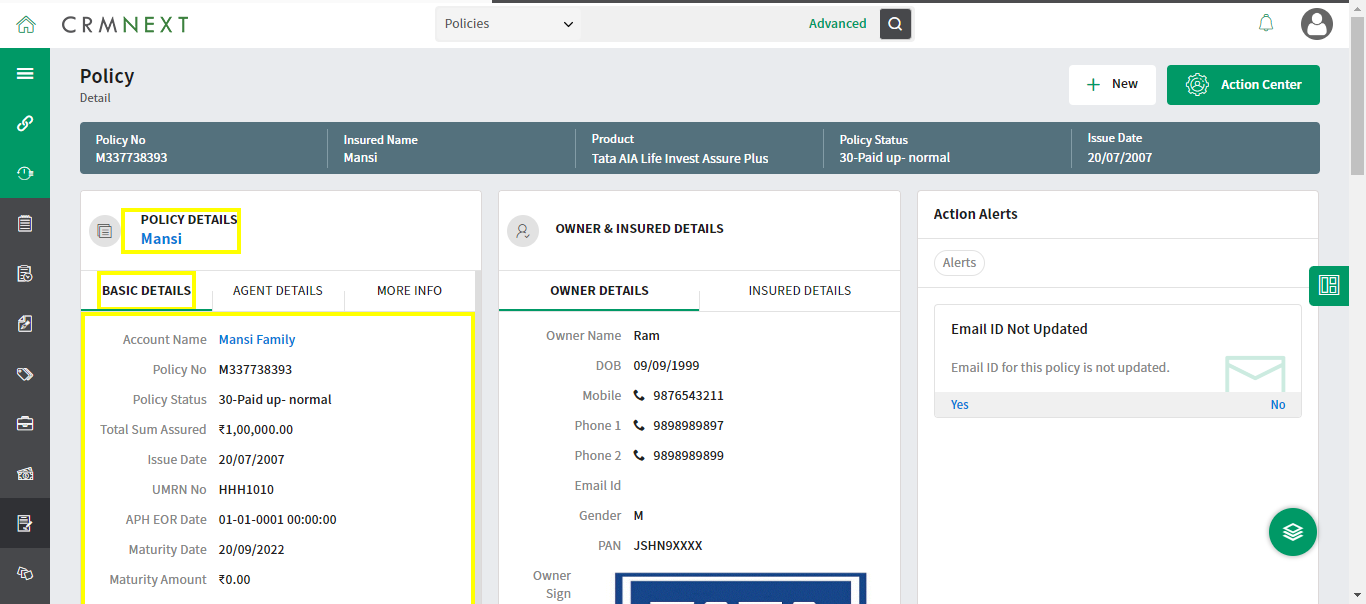 CRMNEXT
Policies
Advanced
Policy
Detail
New
Action Center
Policy No
M337738393
Insured Name
Mansi
Product
Tata AIA Life Invest Assure Plus
Policy Status
30-Paid up- normal
Issue Date
20/07/2007
POLICY DETAILS
Mansi
BASIC DETAILS
AGENT DETAILS
MORE INFO
Account Name Mansi Family
Policy No M337738393
Policy Status 30-Paid up- normal
Total Sum Assured ₹1,00,000.00
Issue Date 20/07/2007
UMRN No HHH1010
APH EOR Date 01-01-0001 00:00:00
Maturity Date 20/09/2022
Maturity Amount ₹0.00
OWNER & INSURED DETAILS
OWNER DETAILS
INSURED DETAILS
Owner Name Ram
DOB 09/09/1999
Mobile 9876543211
Phone 1 9898989897
Phone 2 9898989899
Email Id
Gender M
PAN JSHN9XXXX
Owner
Sign
Action Alerts
Alerts
Email ID Not Updated
Email ID for this policy is not updated.
Yes
No